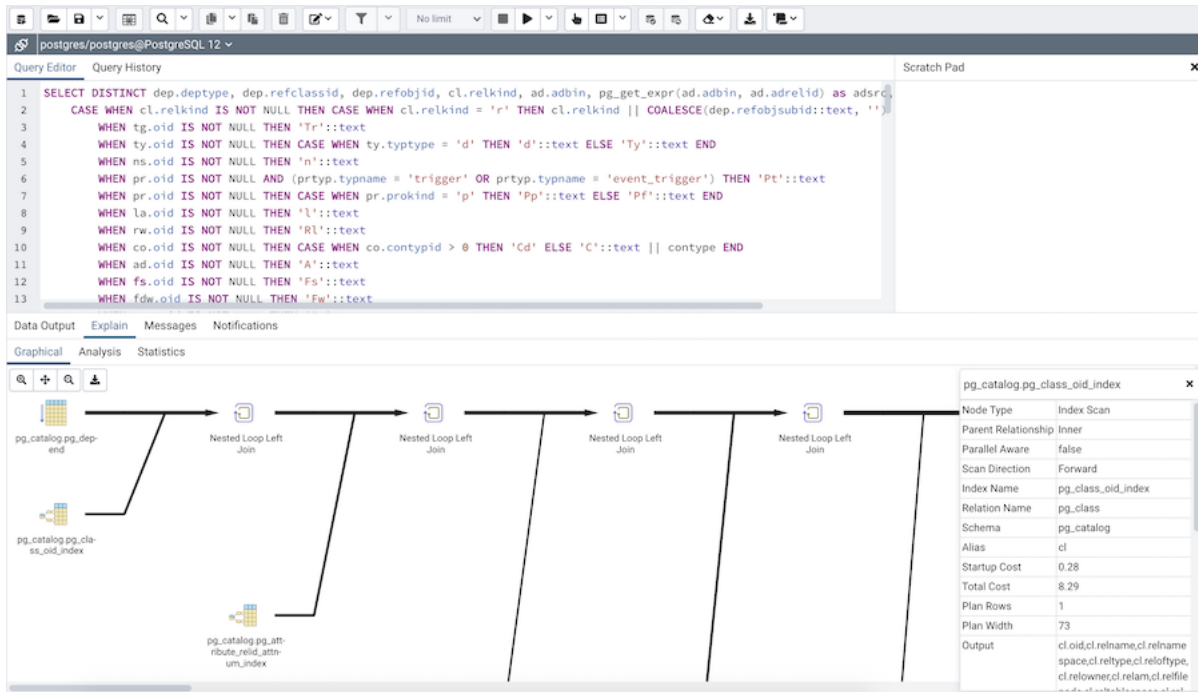 No limit
postgres/postgres@PostgreSQL 12
Query Editor Query History
Scratch Pad
1 SELECT DISTINCT dep.deptype, dep.refclassid, dep.refobjid, cl.relkind, ad.adbin, pg_get_expr(ad.adbin, ad.adrelid) as adsrc,
2 CASE WHEN cl.relkind IS NOT NULL THEN CASE WHEN cl.relkind = 'r' THEN cl.relkind || COALESCE(dep.refobjsubid::text, '')
3 WHEN tg.oid IS NOT NULL THEN 'Tr'::text
4 WHEN ty.oid IS NOT NULL THEN CASE WHEN ty.typtype = 'd' THEN 'd'::text ELSE 'Ty'::text END
5 WHEN ns.oid IS NOT NULL THEN 'n'::text
6 WHEN pr.oid IS NOT NULL AND (prtyp.typname = 'trigger' OR prtyp.typname = 'event_trigger') THEN 'Pt'::text
7 WHEN pr.oid IS NOT NULL THEN CASE WHEN pr.prokind = 'p' THEN 'Pp'::text ELSE 'Pf'::text END
8 WHEN la.oid IS NOT NULL THEN 'l'::text
9 WHEN rw.oid IS NOT NULL THEN 'Rl'::text
10 WHEN co.oid IS NOT NULL THEN CASE WHEN co.contypid > 0 THEN 'Cd' ELSE 'C'::text || contype END
11 WHEN ad.oid IS NOT NULL THEN 'A'::text
12 WHEN fs.oid IS NOT NULL THEN 'Fs'::text
13 WHEN fdw.oid IS NOT NULL THEN 'Fw'::text
Data Output Explain Messages Notifications
Graphical Analysis Statistics
pg_catalog.pg_dep-
end
Nested Loop Left
Join
Nested Loop Left
Join
Nested Loop Left
Join
Nested Loop Left
Join
pg_catalog.pg_cla-
ss_oid_index
pg_catalog.pg_att-
ribute_relid_attn-
um_index
pg_catalog.pg_class_oid_index
Node Type Index Scan
Parent Relationship Inner
Parallel Aware false
Scan Direction Forward
Index Name pg_class_oid_index
Relation Name pg_class
Schema pg_catalog
Alias cl
Startup Cost 0.28
Total Cost 8.29
Plan Rows 1
Plan Width 73
Output cl.oid,cl.relname,cl.relname
space,cl.reltype,cl.reloftype,
cl.relowner,cl.relam,cl.relfile